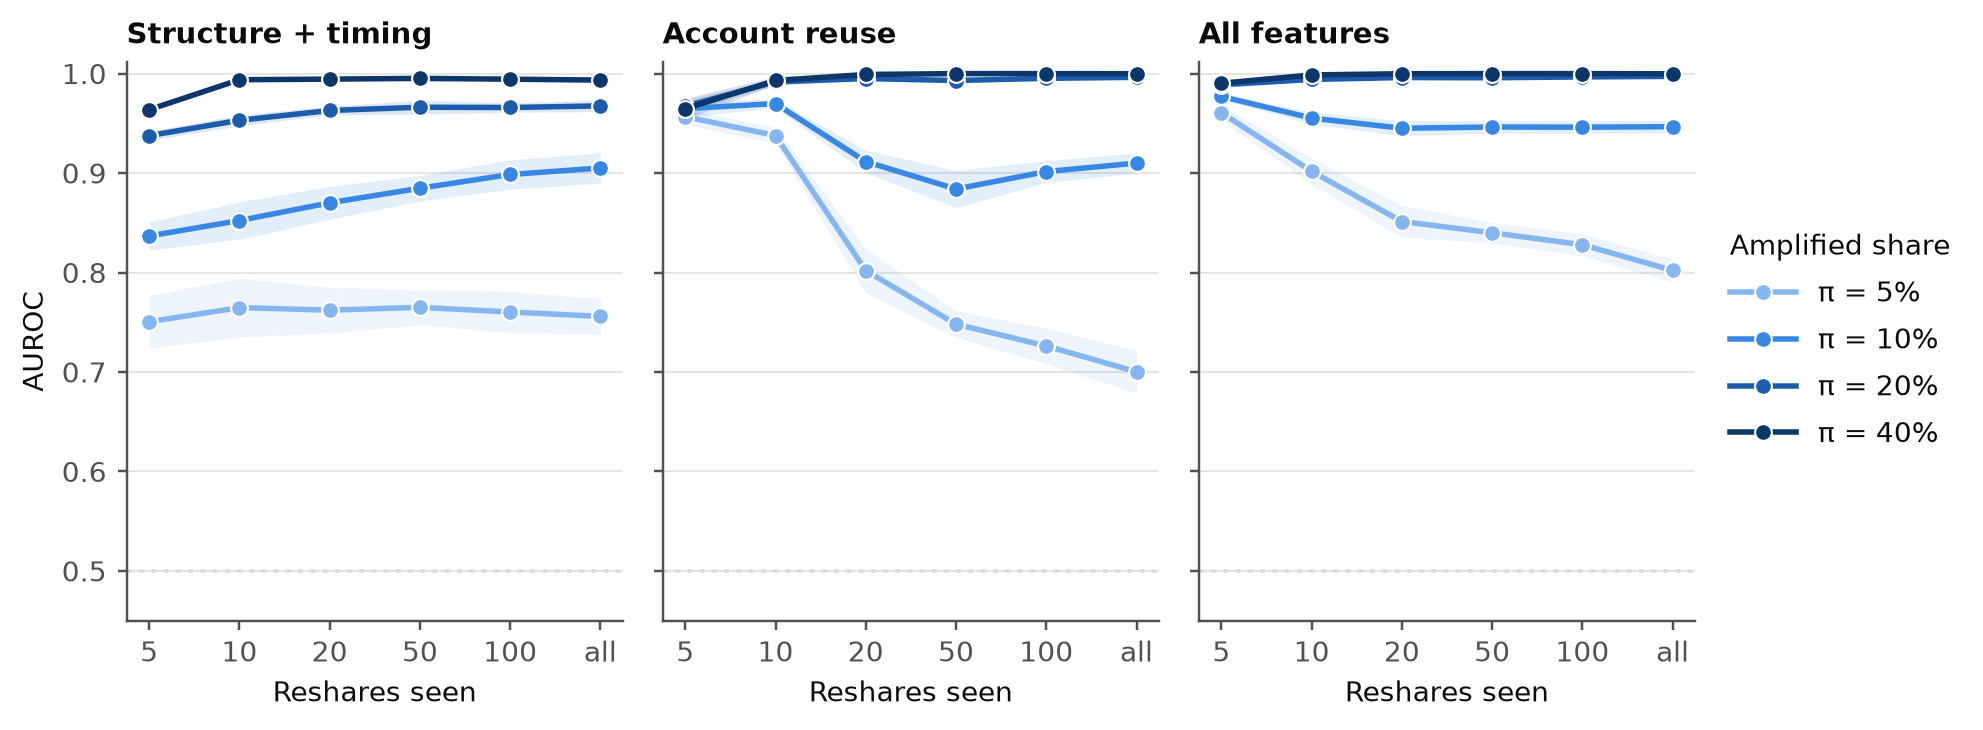 Structure + timing
Account reuse
All features
AUROC
1.0
0.9
0.8
0.7
0.6
0.5
5 10 20 50 100 all
5 10 20 50 100 all
5 10 20 50 100 all
Reshares seen
Reshares seen
Reshares seen
Amplified share
π = 5%
π = 10%
π = 20%
π = 40%